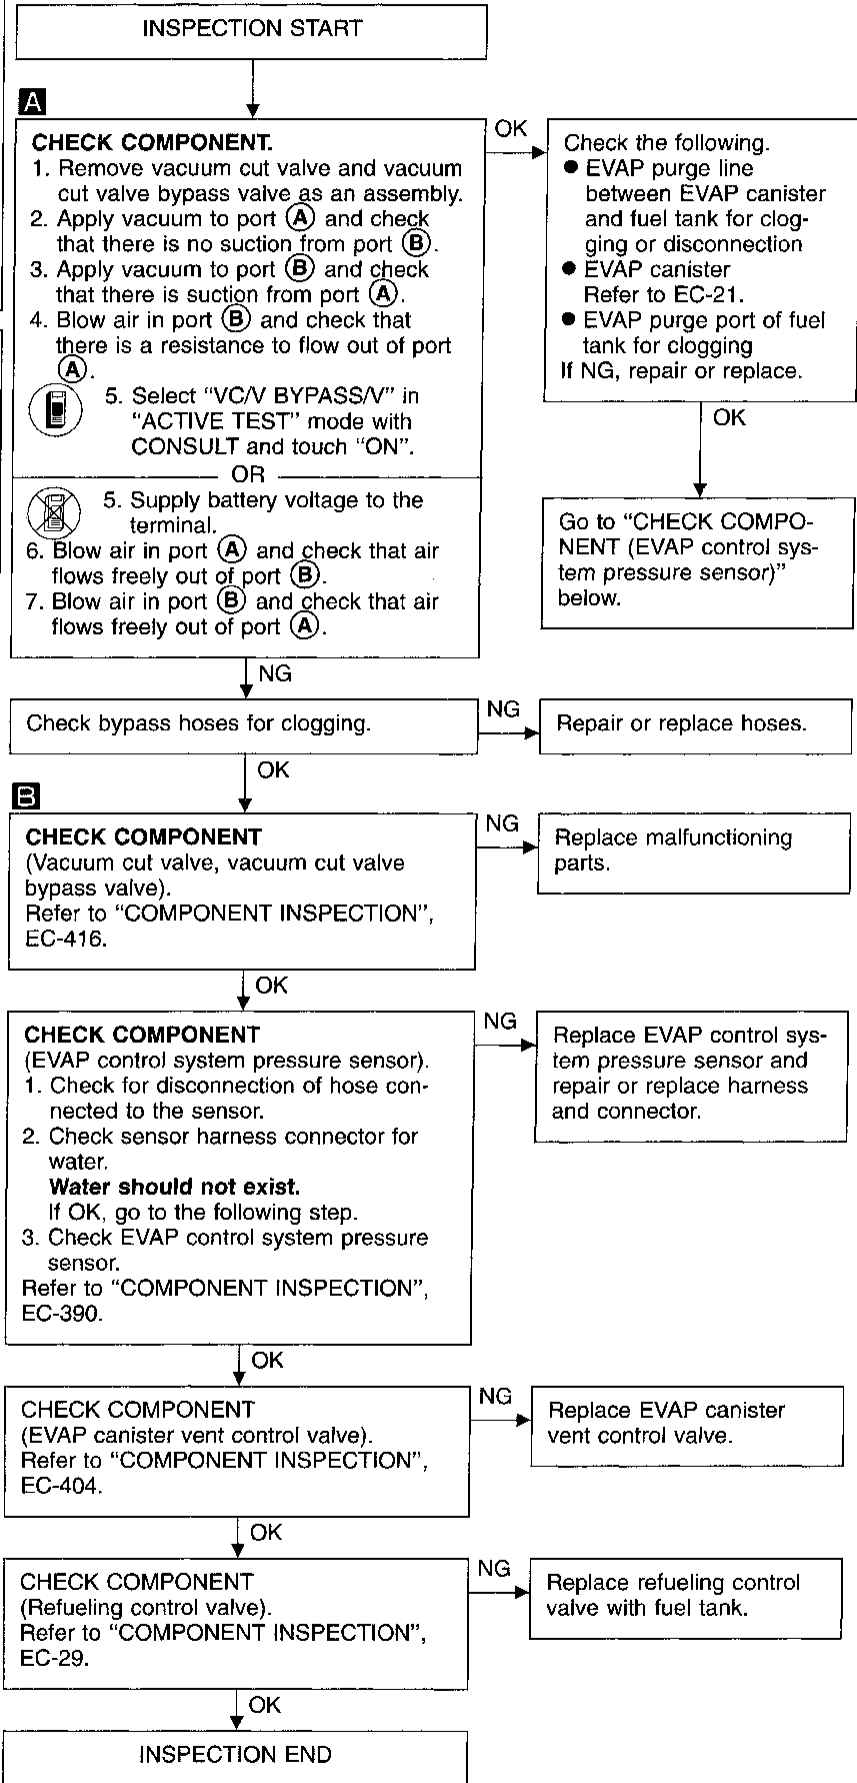 INSPECTION START
A
CHECK COMPONENT.
1. Remove vacuum cut valve and vacuum
cut valve bypass valve as an assembly.
2. Apply vacuum to port Ⓐ and check
that there is no suction from port Ⓑ.
3. Apply vacuum to port Ⓑ and check
that there is suction from port Ⓐ.
4. Blow air in port Ⓑ and check that
there is a resistance to flow out of port
Ⓐ.
5. Select “VC/V BYPASS/V” in
“ACTIVE TEST” mode with
CONSULT and touch “ON”.
OR
5. Supply battery voltage to the
terminal.
6. Blow air in port Ⓐ and check that air
flows freely out of port Ⓑ.
7. Blow air in port Ⓑ and check that air
flows freely out of port Ⓐ.
OK
Check the following.
● EVAP purge line
between EVAP canister
and fuel tank for clog-
ging or disconnection
● EVAP canister
Refer to EC-21.
● EVAP purge port of fuel
tank for clogging
If NG, repair or replace.
OK
Go to “CHECK COMPO-
NENT (EVAP control sys-
tem pressure sensor)”
below.
NG
Check bypass hoses for clogging.
NG
Repair or replace hoses.
OK
B
CHECK COMPONENT
(Vacuum cut valve, vacuum cut valve
bypass valve).
Refer to “COMPONENT INSPECTION”,
EC-416.
NG
Replace malfunctioning
parts.
OK
CHECK COMPONENT
(EVAP control system pressure sensor).
1. Check for disconnection of hose con-
nected to the sensor.
2. Check sensor harness connector for
water.
Water should not exist.
If OK, go to the following step.
3. Check EVAP control system pressure
sensor.
Refer to “COMPONENT INSPECTION”,
EC-390.
NG
Replace EVAP control sys-
tem pressure sensor and
repair or replace harness
and connector.
OK
CHECK COMPONENT
(EVAP canister vent control valve).
Refer to “COMPONENT INSPECTION”,
EC-404.
NG
Replace EVAP canister
vent control valve.
OK
CHECK COMPONENT
(Refueling control valve).
Refer to “COMPONENT INSPECTION”,
EC-29.
NG
Replace refueling control
valve with fuel tank.
OK
INSPECTION END